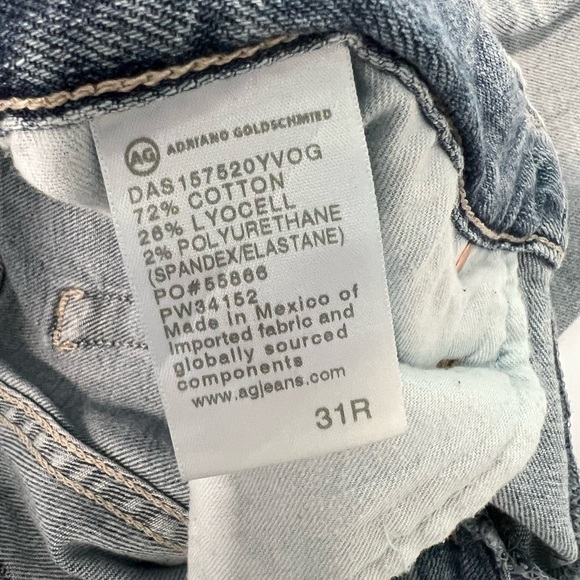 AG ADRIANO GOLDSCHMIED
DAS157520YVOG
72% COTTON
26% LYOCELL
2% POLYURETHANE
(SPANDEX/ELASTANE)
PO#55866
PW34152
Made in Mexico of
Imported fabric and
globally sourced
components
www.agjeans.com
31R